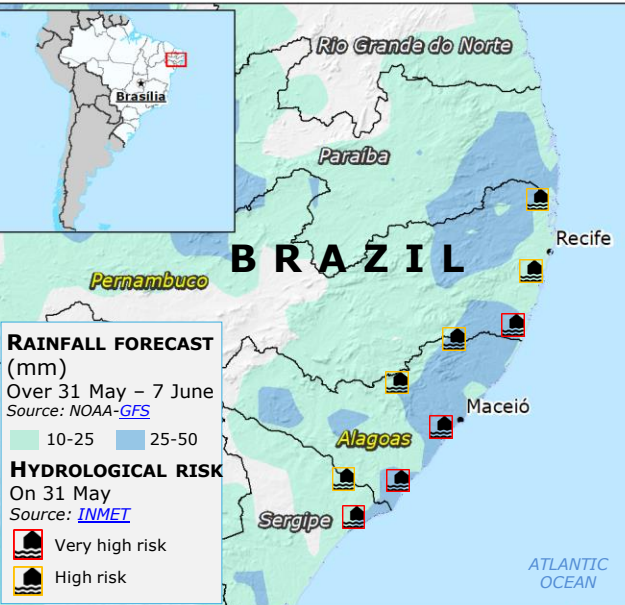 Brasília
Rio Grande do Norte
Paraíba
BRAZIL
Recife
Pernambuco
Maceió
Alagoas
Sergipe
ATLANTIC
OCEAN
RAINFALL FORECAST
(mm)
Over 31 May – 7 June
Source: NOAA-GFS
10-25 25-50
HYDROLOGICAL RISK
On 31 May
Source: INMET
Very high risk
High risk